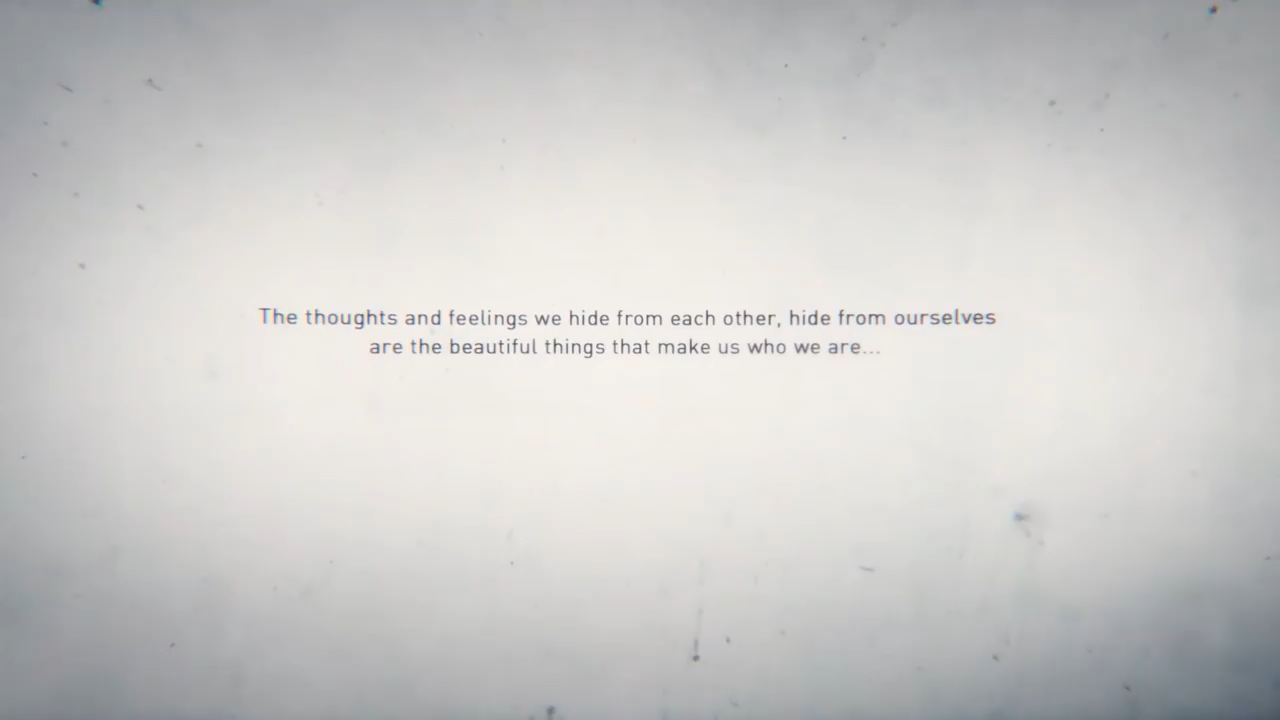 The thoughts and feelings we hide from each other, hide from ourselves
are the beautiful things that make us who we are...